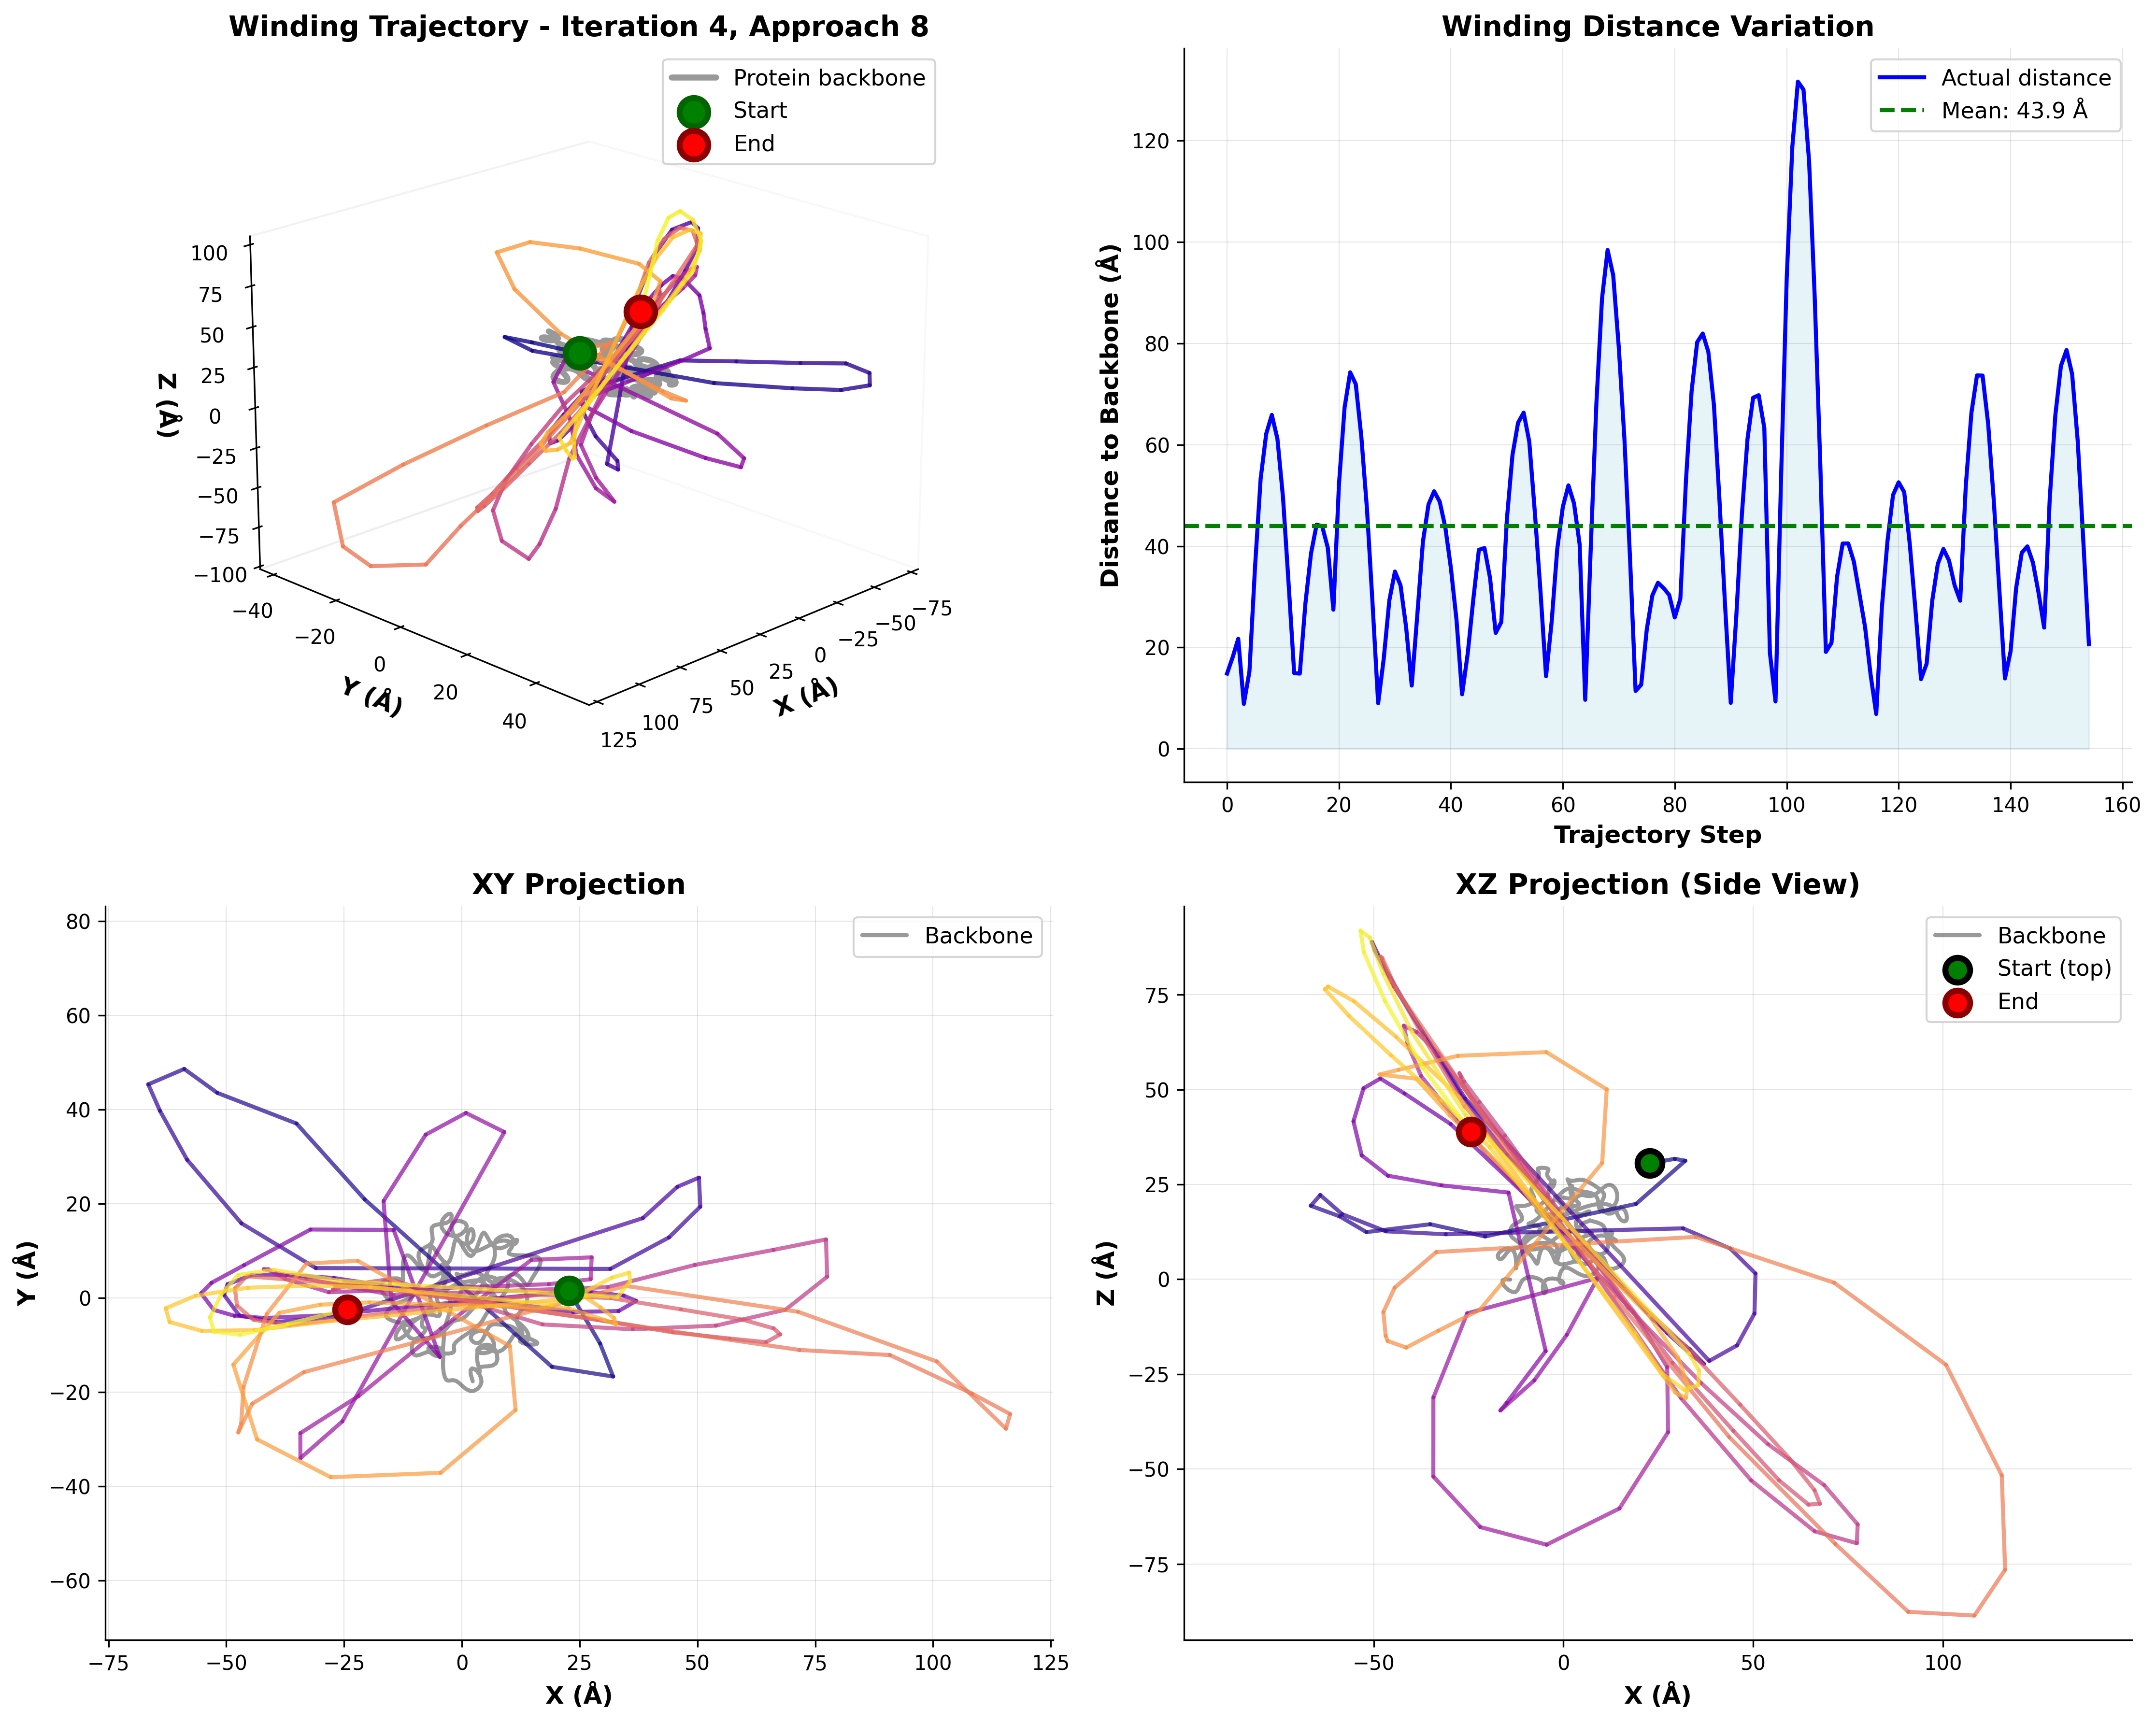 Winding Trajectory - Iteration 4, Approach 8
Protein backbone
Start
End
100
75
50
25
0
−25
−50
−75
−100
Z (Å)
−40
−20
0
20
40
Y (Å)
125
100
75
50
25
0
−25
−50
−75
X (Å)
Winding Distance Variation
Actual distance
Mean: 43.9 Å
Distance to Backbone (Å)
120
100
80
60
40
20
0
0 20 40 60 80 100 120 140 160
Trajectory Step
XY Projection
Backbone
Y (Å)
80
60
40
20
0
−20
−40
−60
−75 −50 −25 0 25 50 75 100 125
X (Å)
XZ Projection (Side View)
Backbone
Start (top)
End
Z (Å)
75
50
25
0
−25
−50
−75
−50 0 50 100
X (Å)